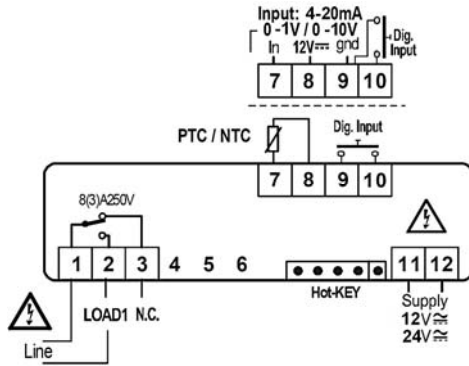 Input: 4-20mA
0-1V / 0-10V
In 12V⎓ gnd
Dig. Input
7 8 9 10
PTC / NTC
Dig. Input
7 8 9 10
8(3)A250V
1 2 3 4 5 6
11 12
Hot-KEY
LOAD1 N.C.
Line
Supply
12V≂
24V≂